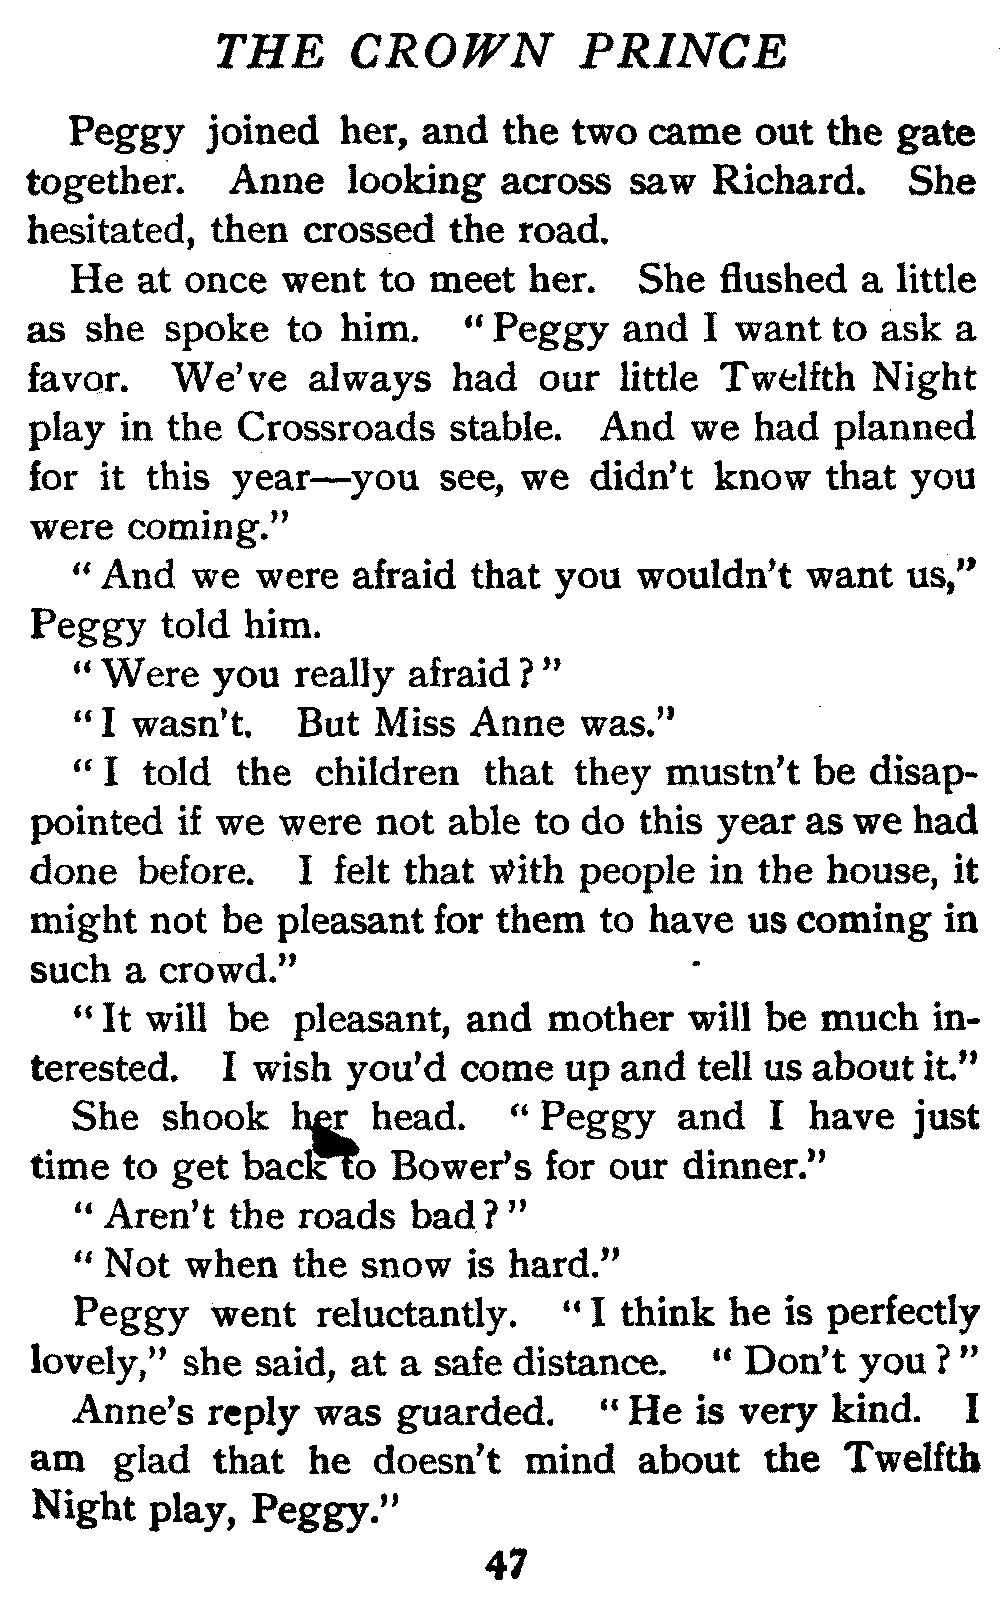 THE CROWN PRINCE
Peggy joined her, and the two came out the gate
together. Anne looking across saw Richard. She
hesitated, then crossed the road.
He at once went to meet her. She flushed a little
as she spoke to him. “Peggy and I want to ask a
favor. We've always had our little Twelfth Night
play in the Crossroads stable. And we had planned
for it this year—you see, we didn't know that you
were coming.”
“And we were afraid that you wouldn't want us,”
Peggy told him.
“Were you really afraid?”
“I wasn't. But Miss Anne was.”
“I told the children that they mustn't be disap-
pointed if we were not able to do this year as we had
done before. I felt that with people in the house, it
might not be pleasant for them to have us coming in
such a crowd.”
“It will be pleasant, and mother will be much in-
terested. I wish you'd come up and tell us about it.”
She shook her head. “Peggy and I have just
time to get back to Bower's for our dinner.”
“Aren't the roads bad?”
“Not when the snow is hard.”
Peggy went reluctantly. “I think he is perfectly
lovely,” she said, at a safe distance. “Don't you?”
Anne's reply was guarded. “He is very kind. I
am glad that he doesn't mind about the Twelfth
Night play, Peggy.”
47